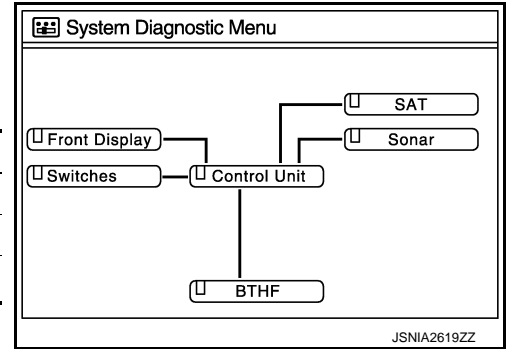 System Diagnostic Menu
SAT
Front Display
Sonar
Switches
Control Unit
BTHF
JSNIA2619ZZ